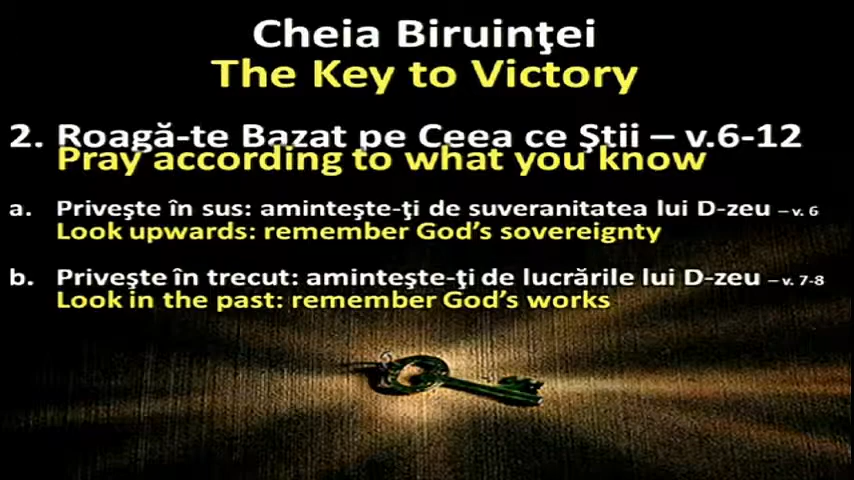 Cheia Biruinţei
The Key to Victory
2. Roagă-te Bazat pe Ceea ce Ştii – v.6-12
Pray according to what you know
a. Priveşte în sus: aminteşte-ţi de suveranitatea lui D-zeu – v. 6
Look upwards: remember God's sovereignty
b. Priveşte în trecut: aminteşte-ţi de lucrările lui D-zeu – v. 7-8
Look in the past: remember God's works